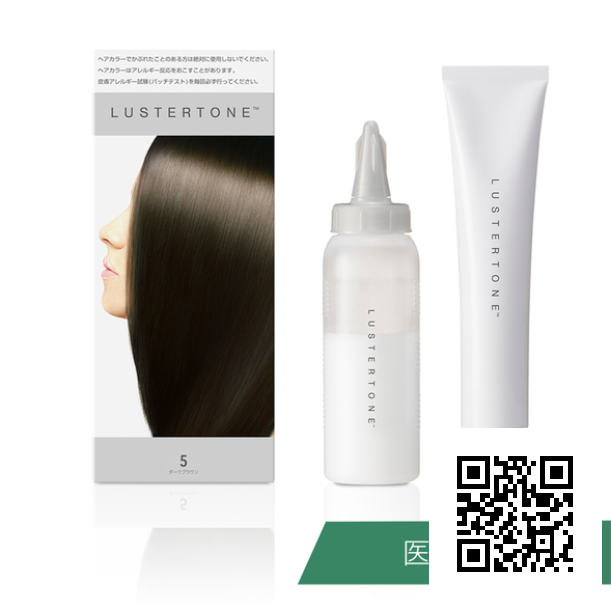 ヘアカラーでかぶれたことのある方は絶対に使用しないでください。
ヘアカラーはアレルギー反応をおこすことがあります。
皮膚アレルギー試験(パッチテスト)を毎回必ず行ってください。
LUSTERTONE™
5
ダークブラウン
LUSTERTONE™
LUSTERTONE™
医